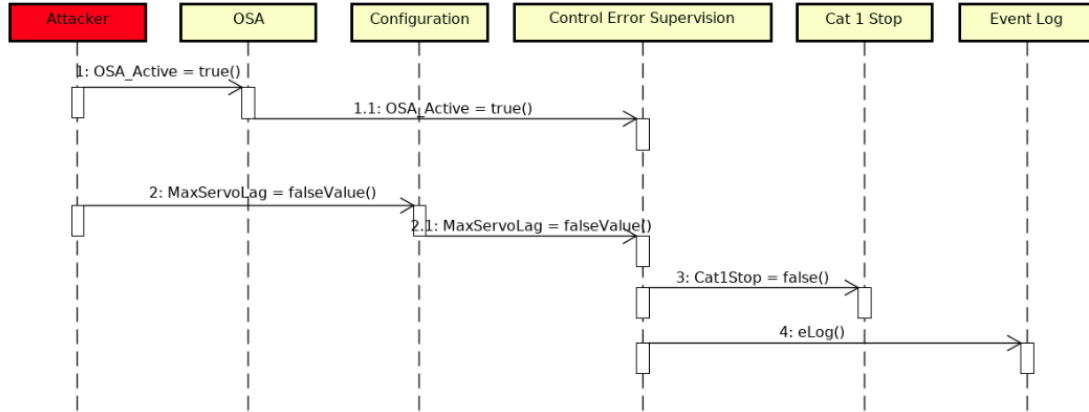 Attacker
OSA
Configuration
Control Error Supervision
Cat 1 Stop
Event Log
1: OSA_Active = true()
1.1: OSA_Active = true()
2: MaxServoLag = falseValue()
2.1: MaxServoLag = falseValue()
3: Cat1Stop = false()
4: eLog()